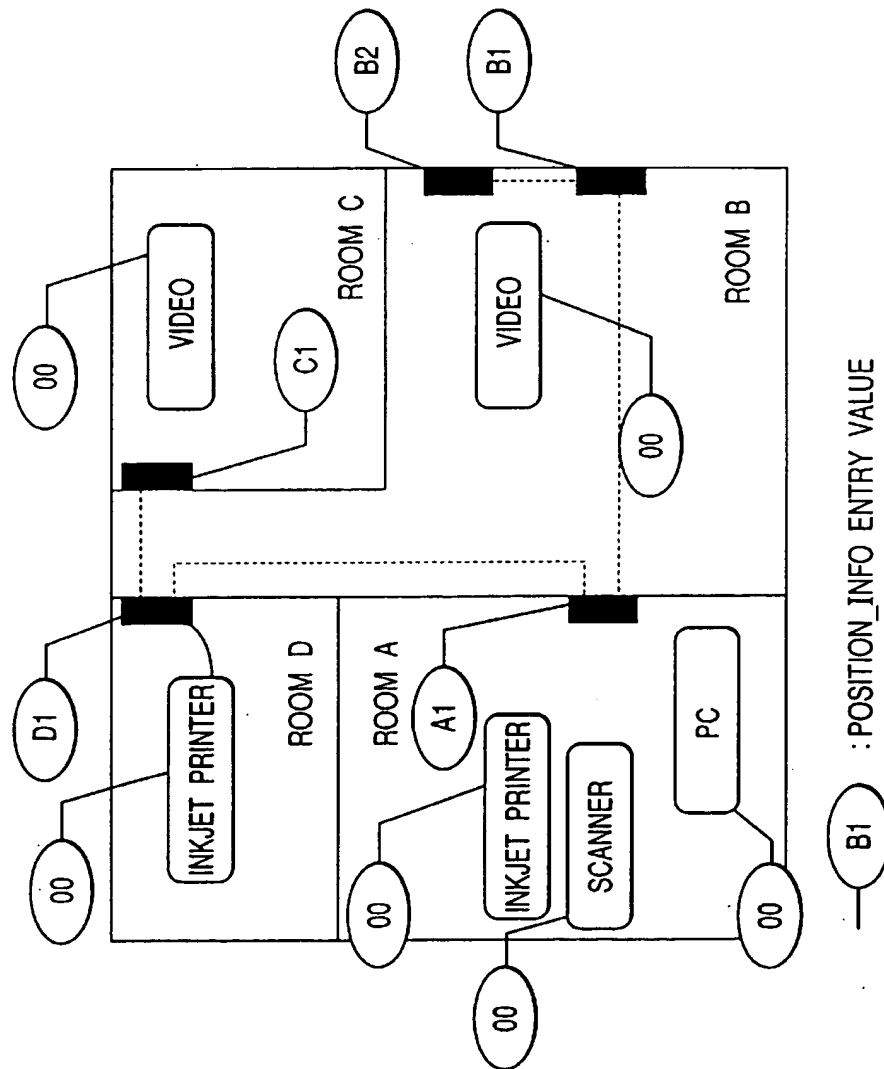 00
D1
00
INKJET PRINTER
VIDEO
ROOM D
C1
ROOM C
B2
00
ROOM A
A1
B1
00
INKJET PRINTER
VIDEO
SCANNER
00
PC
ROOM B
00
B1 : POSITION_INFO ENTRY VALUE